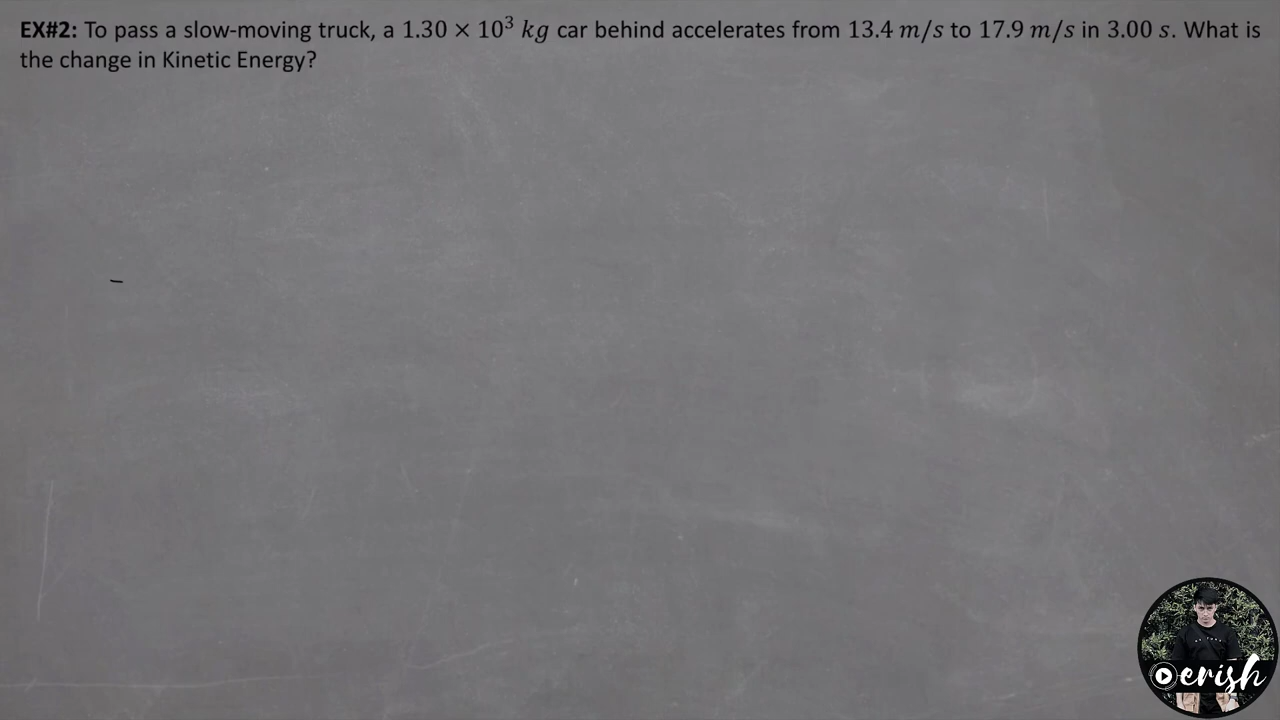 EX#2: To pass a slow-moving truck, a 1.30 × 10³ kg car behind accelerates from 13.4 m/s to 17.9 m/s in 3.00 s. What is
the change in Kinetic Energy?
erish